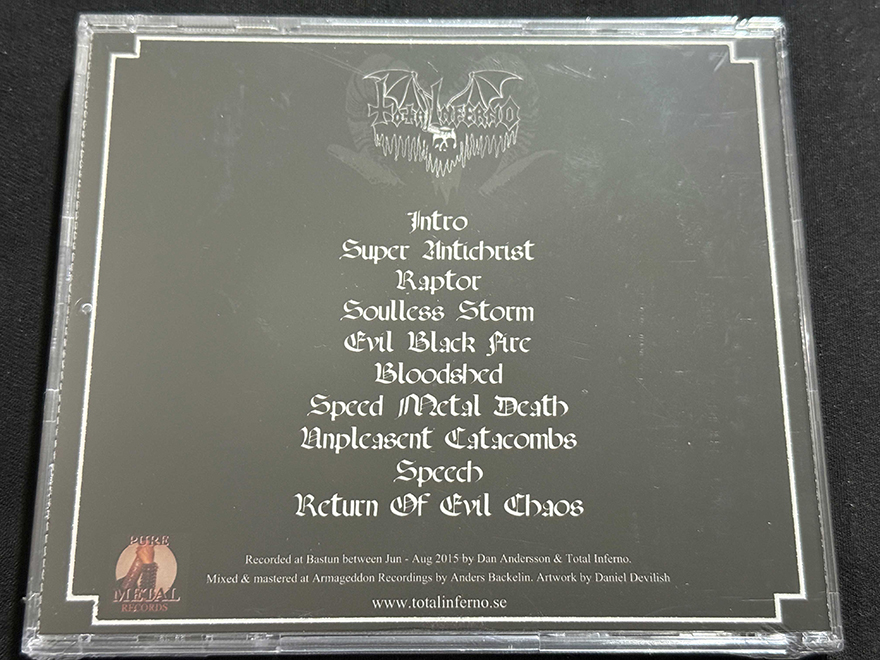 Total Inferno
Intro
Super Antichrist
Raptor
Soulless Storm
Evil Black Fire
Bloodshed
Speed Metal Death
Unpleasent Catacombs
Speech
Return Of Evil Chaos
Recorded at Bastun between Jun - Aug 2015 by Dan Andersson & Total Inferno.
Mixed & mastered at Armageddon Recordings by Anders Backelin. Artwork by Daniel Devilish
www.totalinferno.se
PURE
METAL
RECORDS